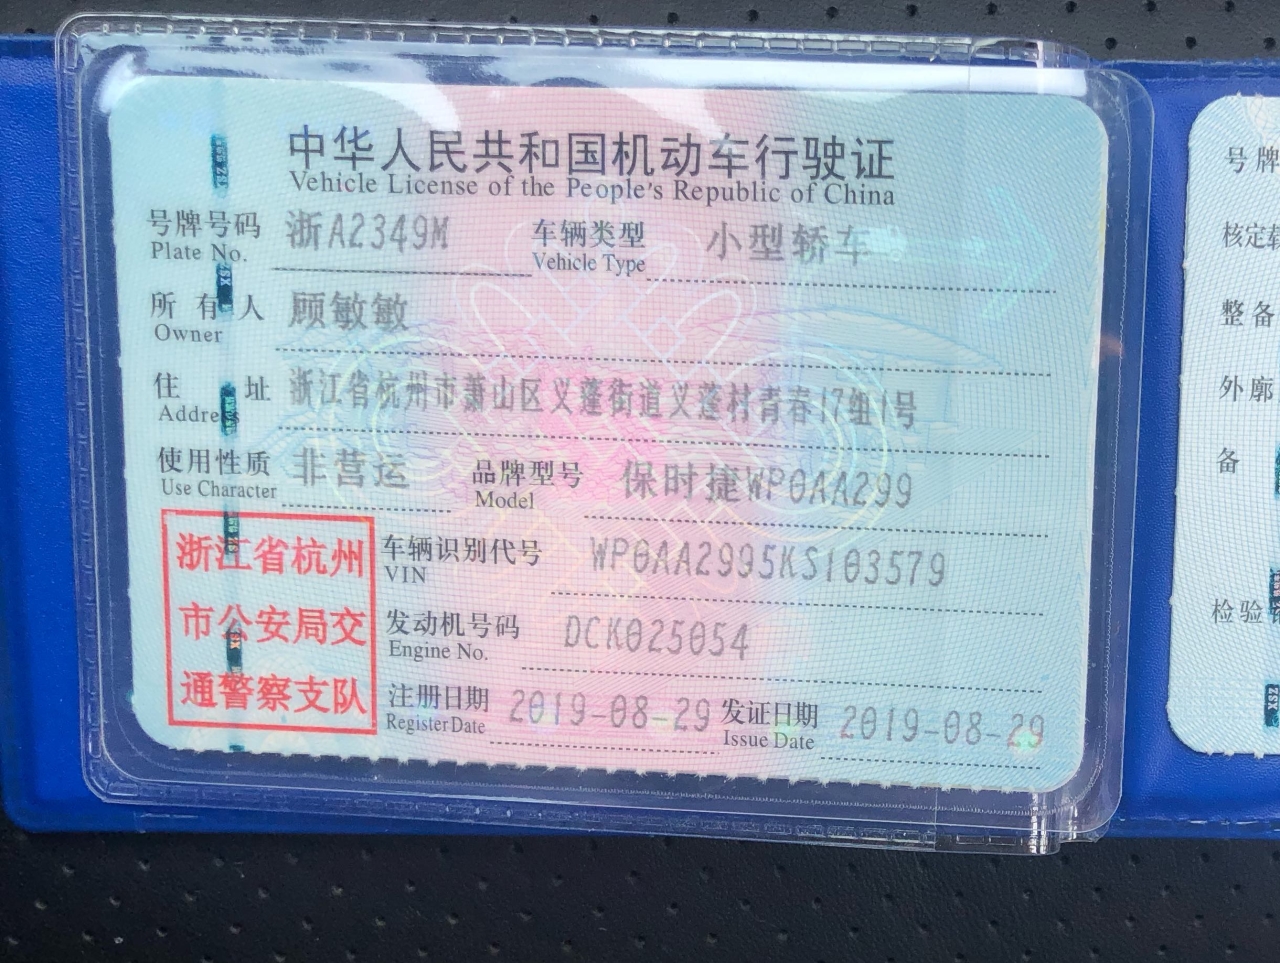 中华人民共和国机动车行驶证
Vehicle License of the People's Republic of China
号牌号码 浙A2349M 车辆类型 小型轿车
Plate No. Vehicle Type
所有人 顾敏敏
Owner
住址 浙江省杭州市萧山区义蓬街道义蓬村青春17组1号
Address
使用性质 非营运 品牌型号 保时捷WP0AA299
Use Character Model
浙江省杭州
市公安局交
通警察支队
车辆识别代号 WP0AA2995KS103579
VIN
发动机号码 DCK025054
Engine No.
注册日期 2019-08-29 发证日期 2019-08-29
Register Date Issue Date
号牌
核定载
整备
外廓
备
检验